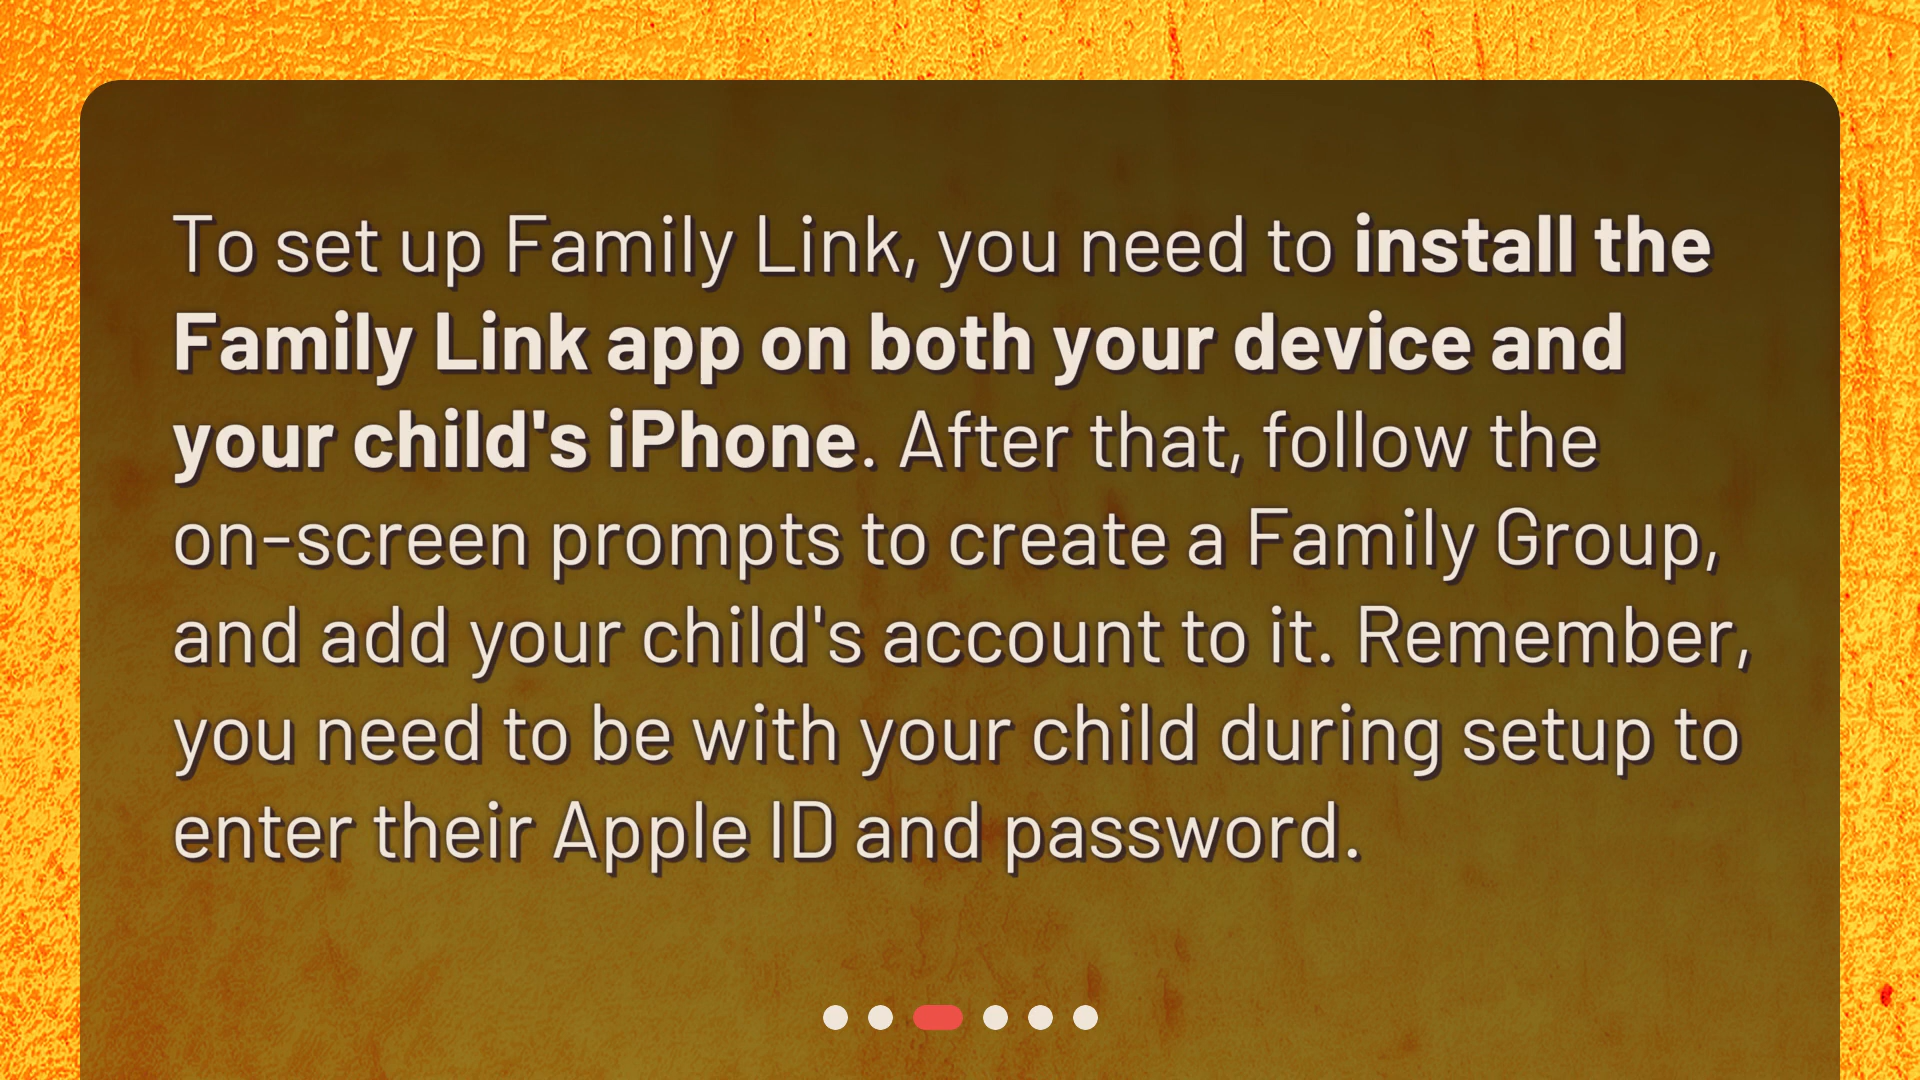 To set up Family Link, you need to install the
Family Link app on both your device and
your child's iPhone. After that, follow the
on-screen prompts to create a Family Group,
and add your child's account to it. Remember,
you need to be with your child during setup to
enter their Apple ID and password.